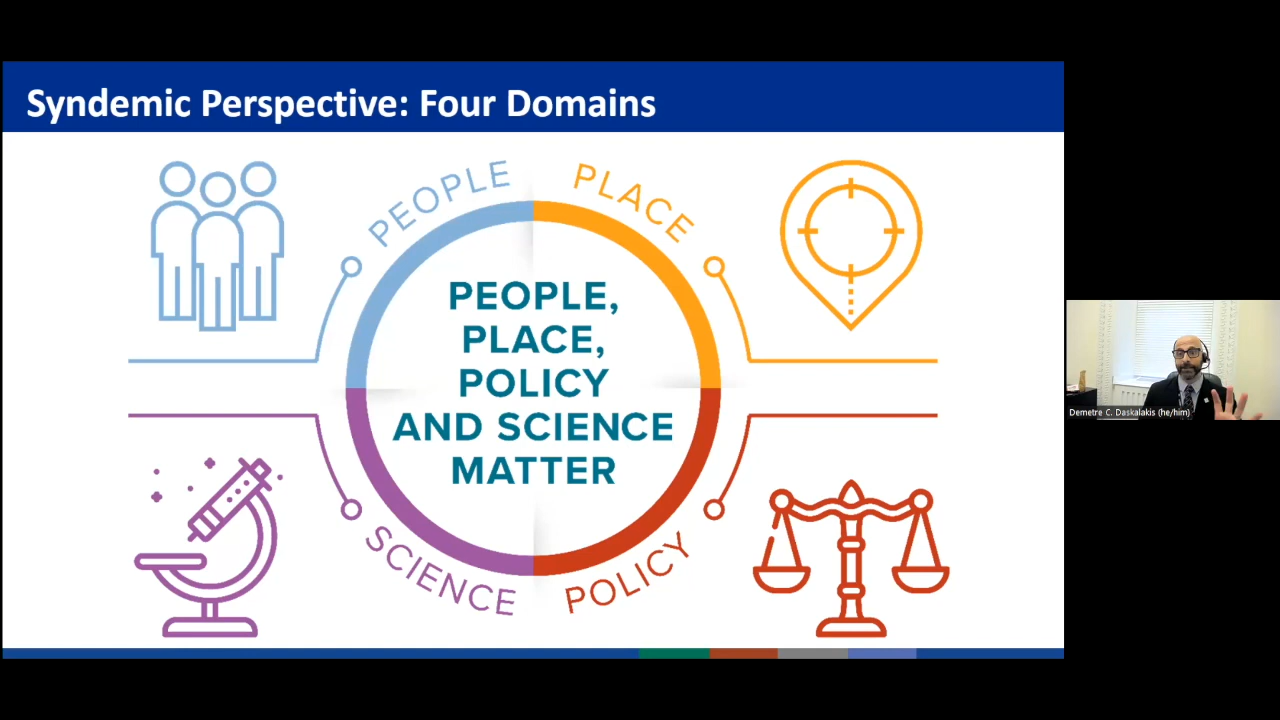 Syndemic Perspective: Four Domains
PEOPLE
PLACE
PEOPLE,
PLACE,
POLICY
AND SCIENCE
MATTER
SCIENCE
POLICY
Demetre C. Daskalakis (he/him)